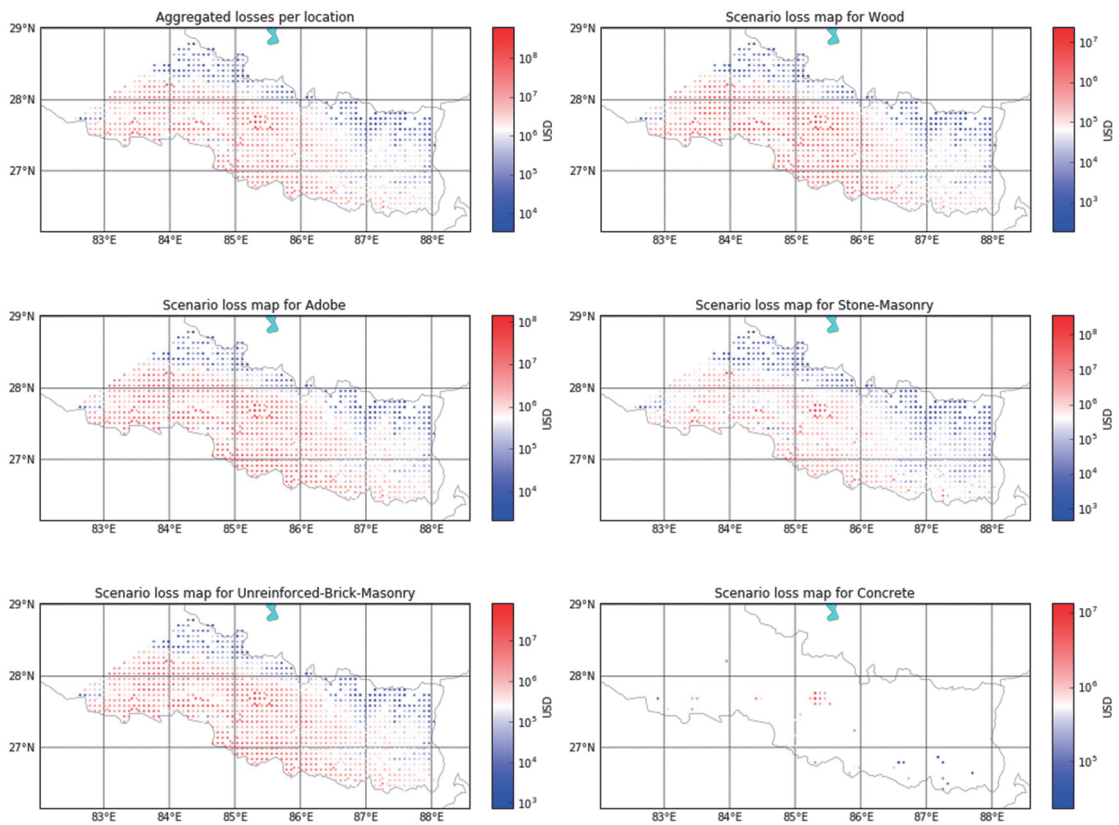 Aggregated losses per location
29°N
28°N
27°N
83°E 84°E 85°E 86°E 87°E 88°E
10⁸
10⁷
10⁶
10⁵
10⁴
USD
Scenario loss map for Wood
29°N
28°N
27°N
83°E 84°E 85°E 86°E 87°E 88°E
10⁷
10⁶
10⁵
10⁴
10³
USD
Scenario loss map for Adobe
29°N
28°N
27°N
83°E 84°E 85°E 86°E 87°E 88°E
10⁸
10⁷
10⁶
10⁵
10⁴
USD
Scenario loss map for Stone-Masonry
29°N
28°N
27°N
83°E 84°E 85°E 86°E 87°E 88°E
10⁸
10⁷
10⁶
10⁵
10⁴
10³
USD
Scenario loss map for Unreinforced-Brick-Masonry
29°N
28°N
27°N
83°E 84°E 85°E 86°E 87°E 88°E
10⁷
10⁶
10⁵
10⁴
10³
USD
Scenario loss map for Concrete
29°N
28°N
27°N
83°E 84°E 85°E 86°E 87°E 88°E
10⁷
10⁶
10⁵
USD